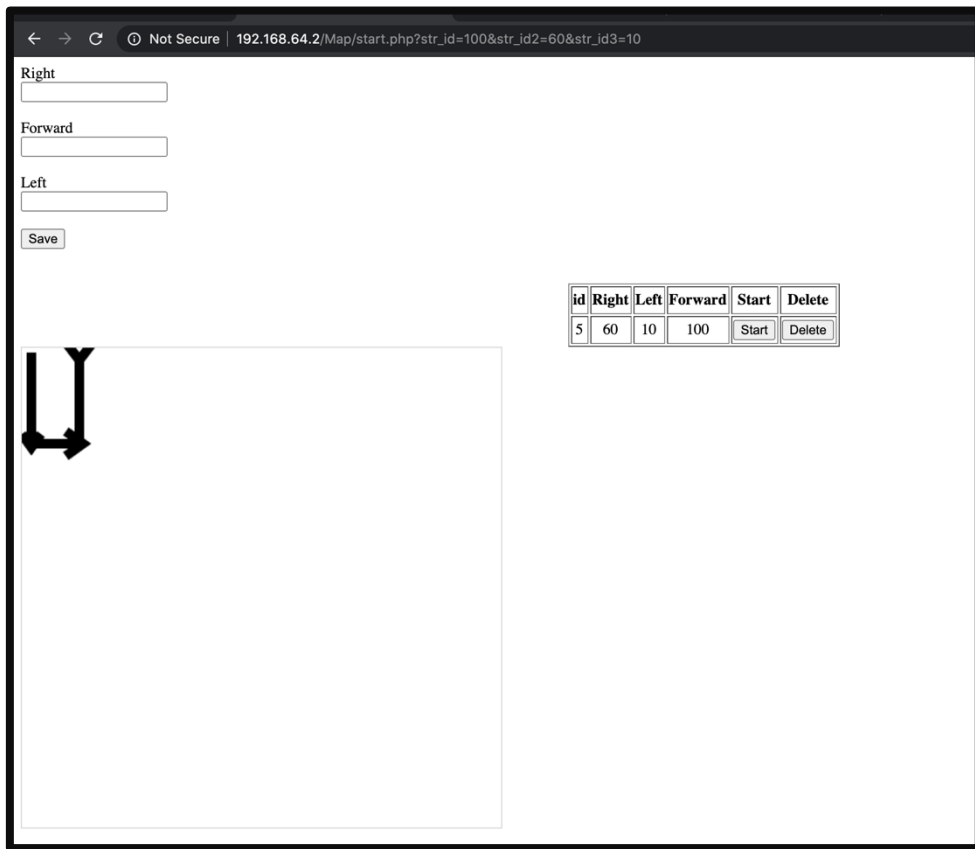 Not Secure 192.168.64.2/Map/start.php?str_id=100&str_id2=60&str_id3=10
Right
Forward
Left
Save
id Right Left Forward Start Delete
5 60 10 100 Start Delete